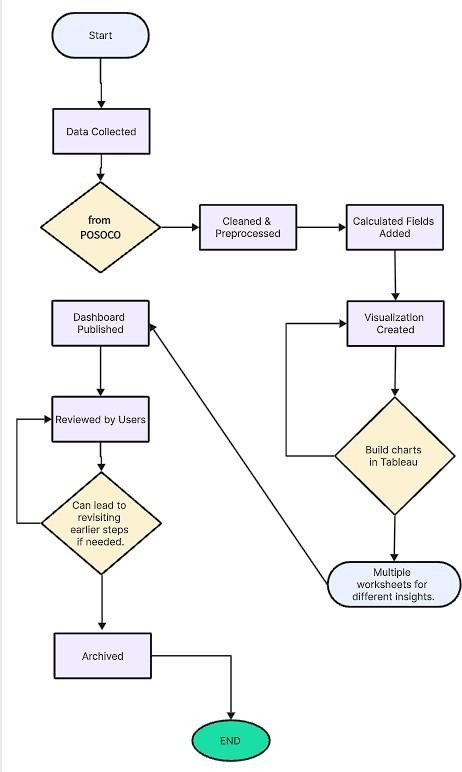 Start
Data Collected
from
POSOCO
Cleaned &
Preprocessed
Calculated Fields
Added
Visualization
Created
Build charts
in Tableau
Multiple
worksheets for
different insights.
Dashboard
Published
Reviewed by Users
Can lead to
revisiting
earlier steps
if needed.
Archived
END